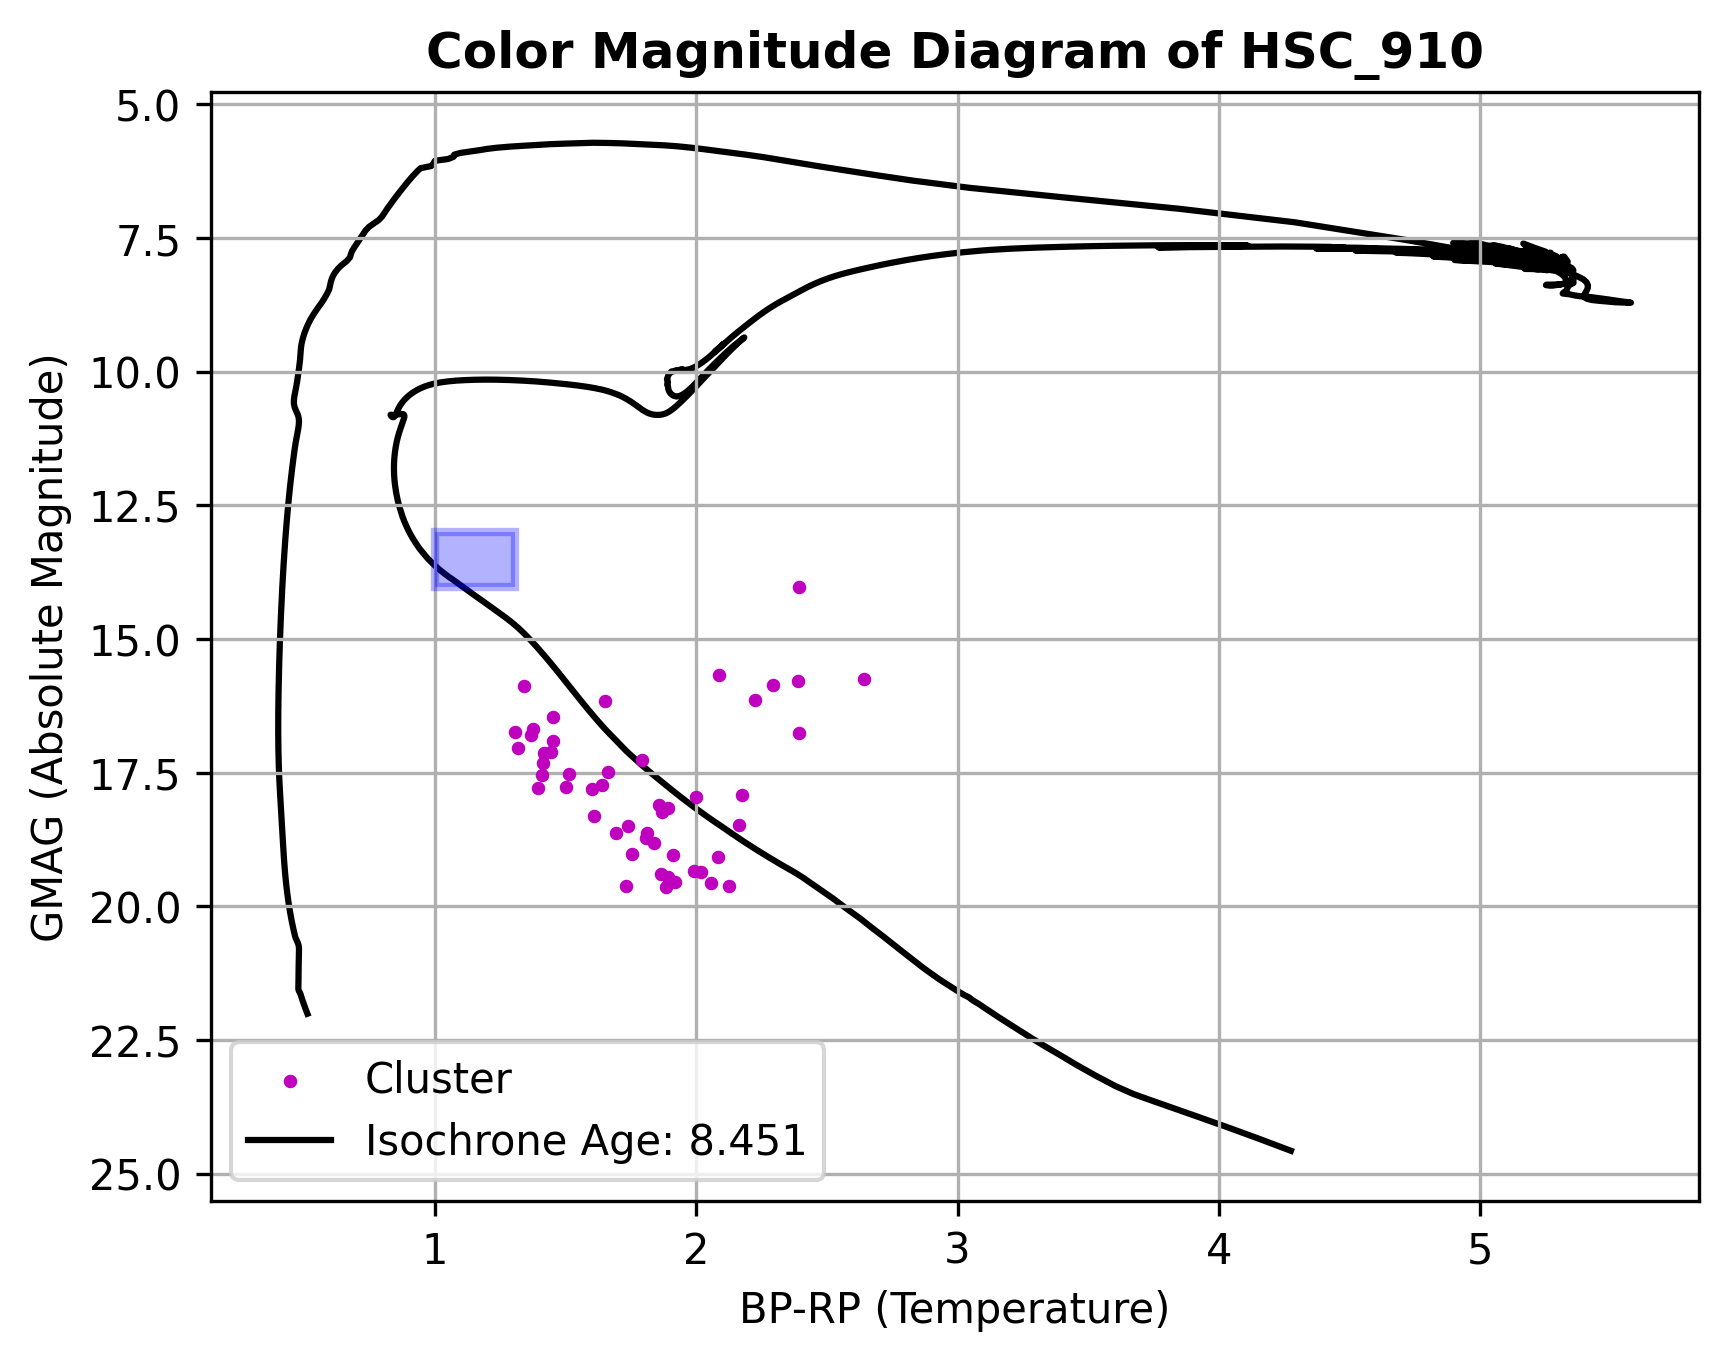 Color Magnitude Diagram of HSC_910
GMAG (Absolute Magnitude)
5.0
7.5
10.0
12.5
15.0
17.5
20.0
22.5
25.0
Cluster
Isochrone Age: 8.451
1 2 3 4 5
BP-RP (Temperature)